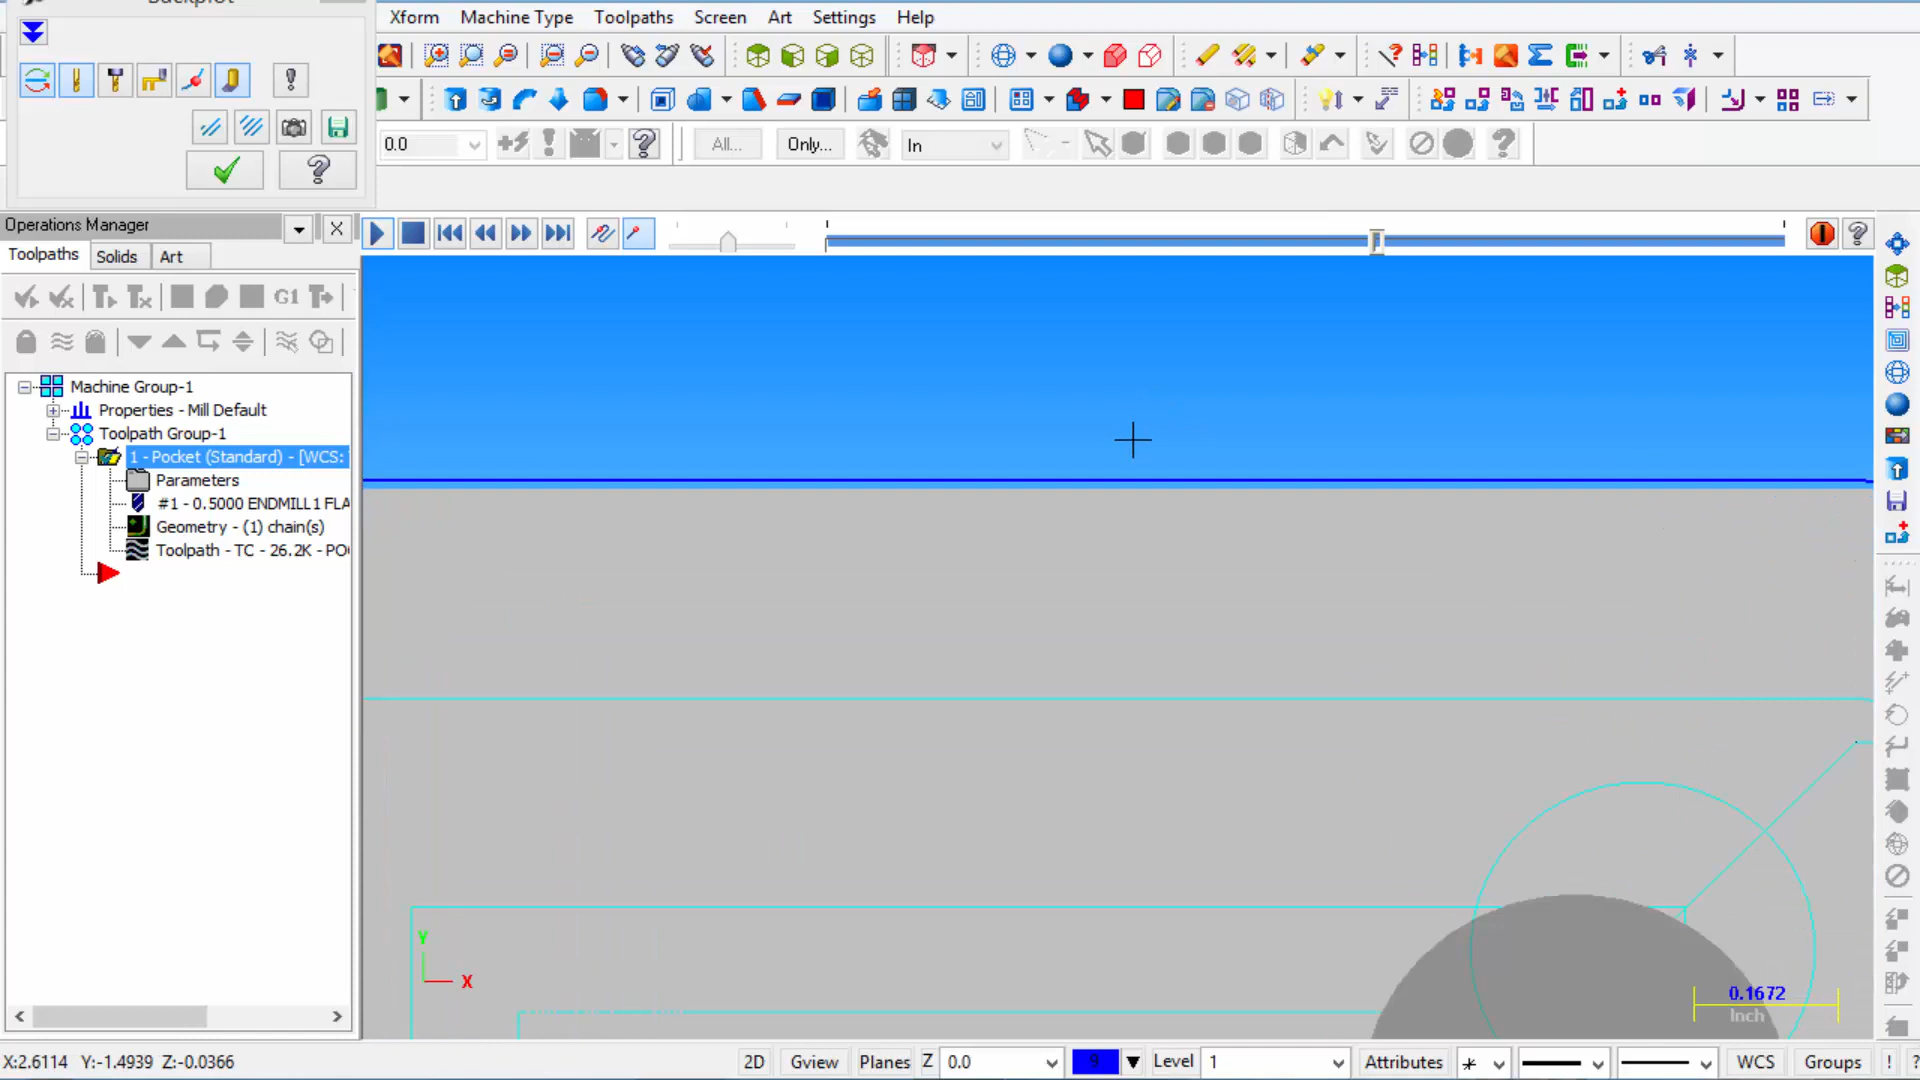 Backplot
Xform Machine Type Toolpaths Screen Art Settings Help
0.0 All... Only... In
Operations Manager
Toolpaths Solids Art
G1
Machine Group-1
Properties - Mill Default
Toolpath Group-1
1 - Pocket (Standard) - [WCS:
Parameters
#1 - 0.5000 ENDMILL1 FLA
Geometry - (1) chain(s)
Toolpath - TC - 26.2K - PO
Y
X
0.1672
Inch
X:2.6114 Y:-1.4939 Z:-0.0366 2D Gview Planes Z 0.0 9 Level 1 Attributes WCS Groups ! ?